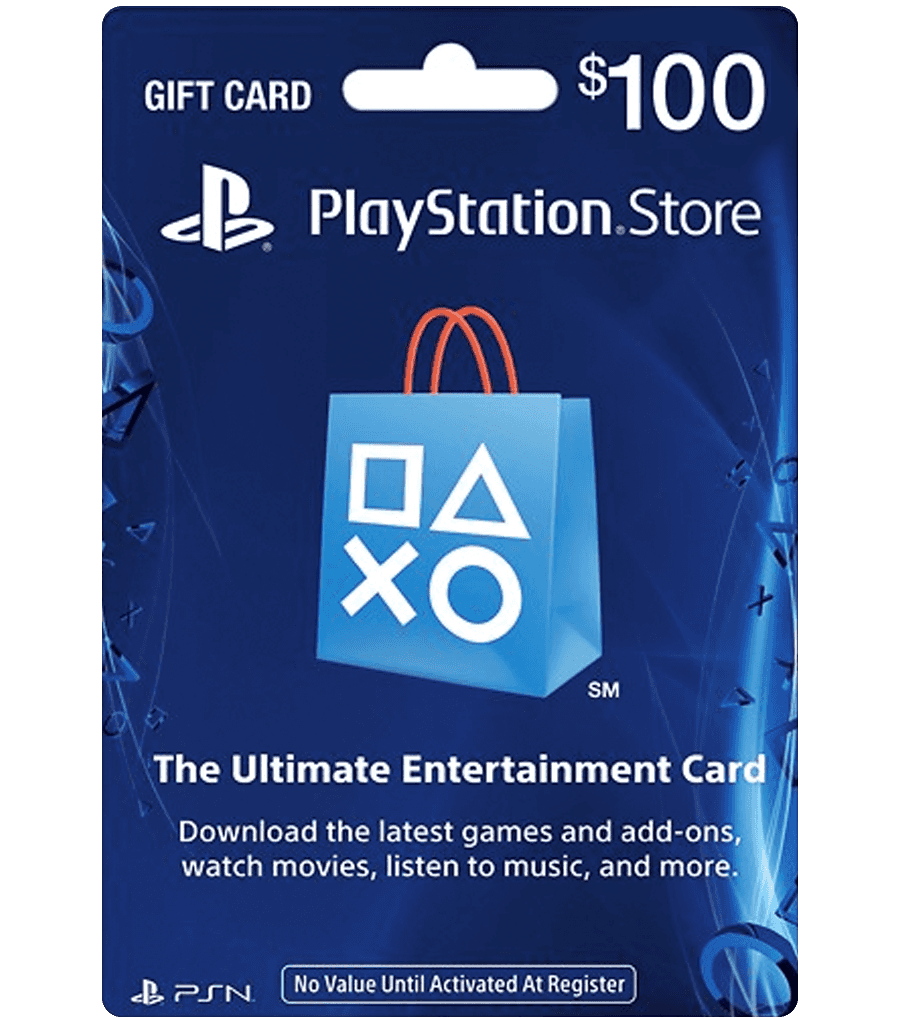 GIFT CARD
$100
PlayStation®Store
SM
The Ultimate Entertainment Card
Download the latest games and add-ons,
watch movies, listen to music, and more.
PSN
No Value Until Activated At Register